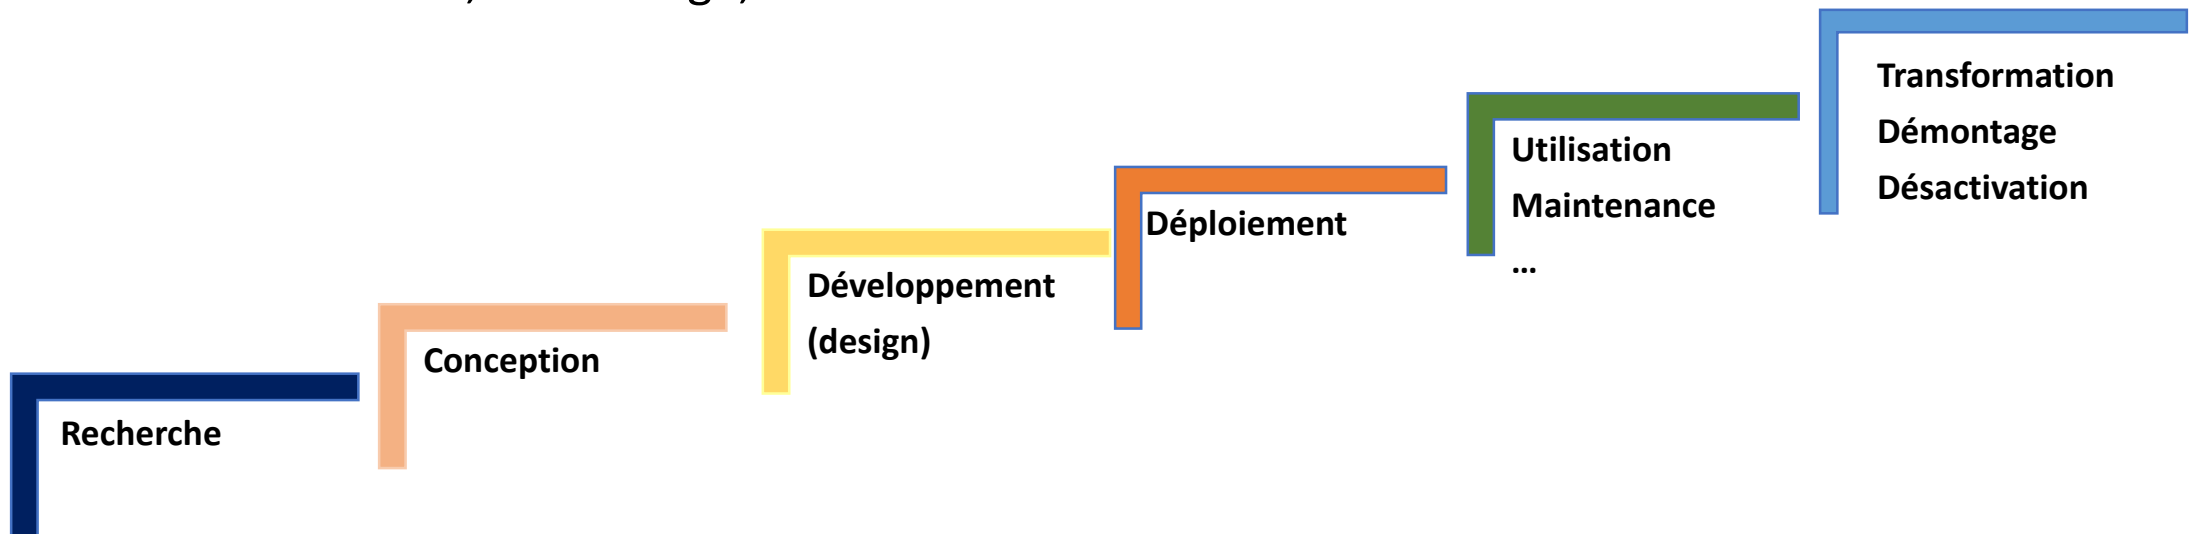 Recherche
Conception
Développement
(design)
Déploiement
Utilisation
Maintenance
…
Transformation
Démontage
Désactivation